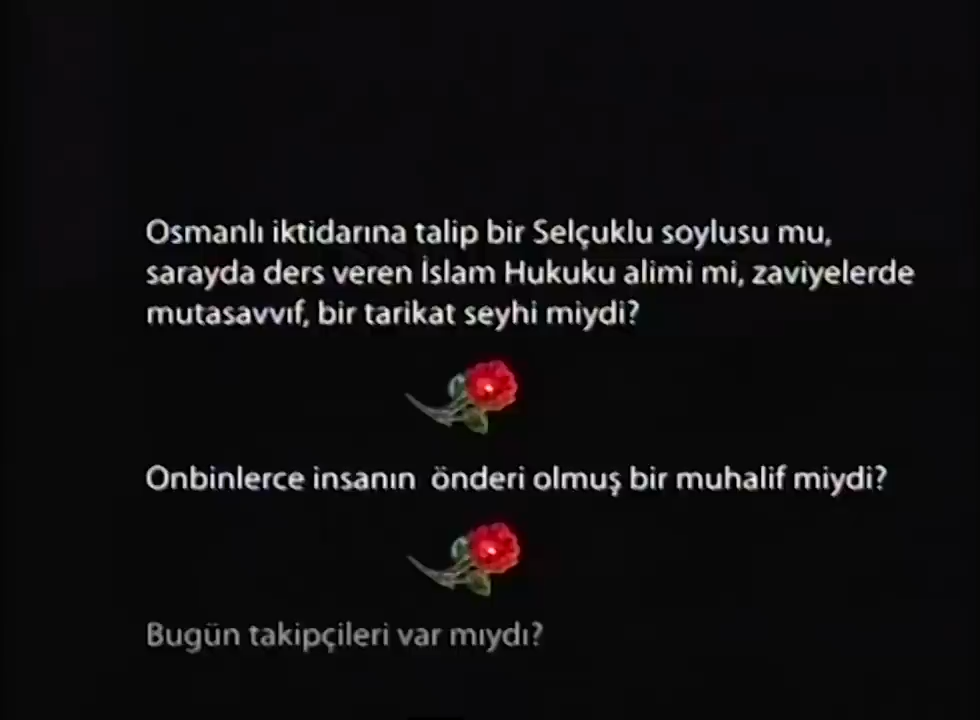 Osmanlı iktidarına talip bir Selçuklu soylusu mu,
sarayda ders veren İslam Hukuku alimi mi, zaviyelerde
mutasavvıf, bir tarikat seyhi miydi?
Onbinlerce insanın önderi olmuş bir muhalif miydi?
Bugün takipçileri var mıydı?